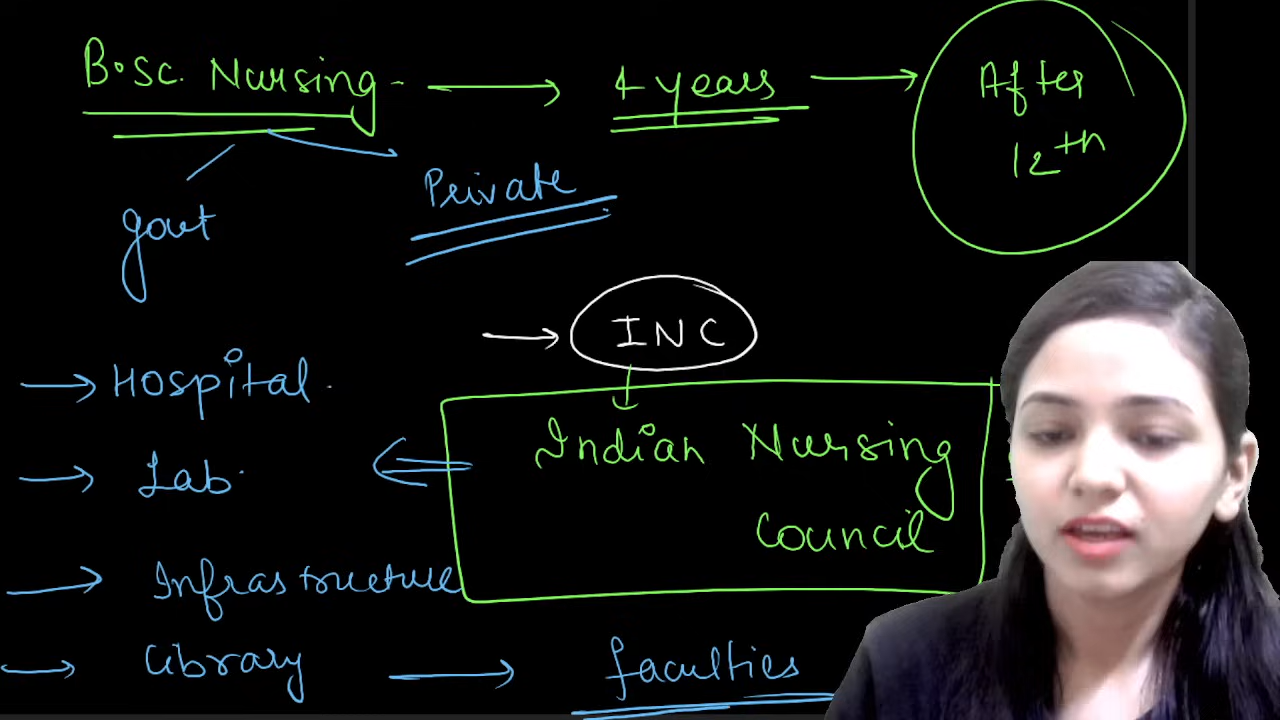 B.Sc. Nursing - → 4 years → After
12th
govt
Private
→ INC
→ Hospital.
Indian Nursing
Council
→ Lab.
→ Infrastructure
→ Library → faculties